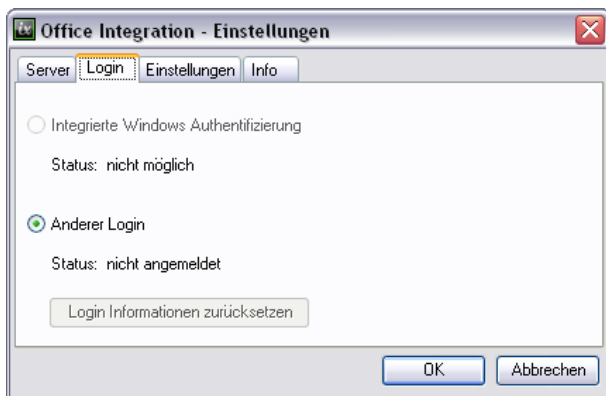 Office Integration - Einstellungen
Server Login Einstellungen Info
Integrierte Windows Authentifizierung
Status: nicht möglich
Anderer Login
Status: nicht angemeldet
Login Informationen zurücksetzen
OK Abbrechen